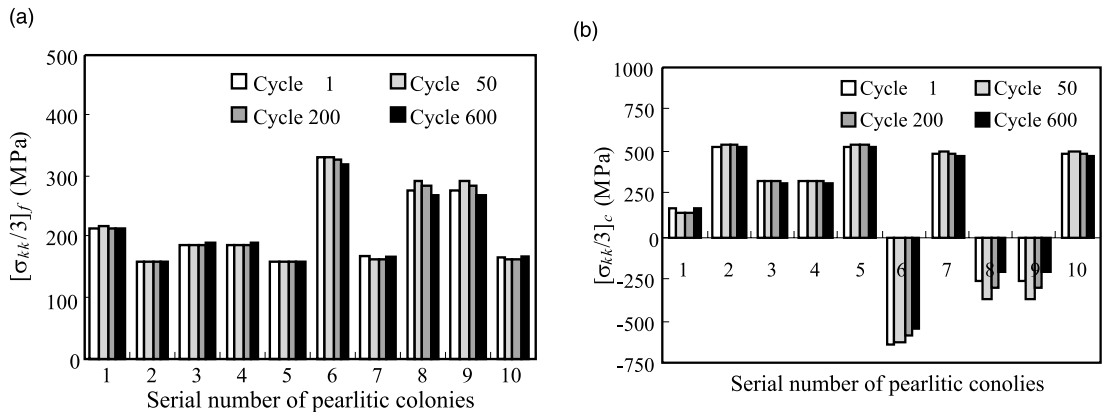 (a)
500
400
300
200
100
0
[σkk/3]f (MPa)
Cycle 1
Cycle 50
Cycle 200
Cycle 600
1 2 3 4 5 6 7 8 9 10
Serial number of pearlitic colonies
(b)
1000
750
500
250
0
-250
-500
-750
[σkk/3]c (MPa)
Cycle 1
Cycle 50
Cycle 200
Cycle 600
1 2 3 4 5 6 7 8 9 10
Serial number of pearlitic conolies